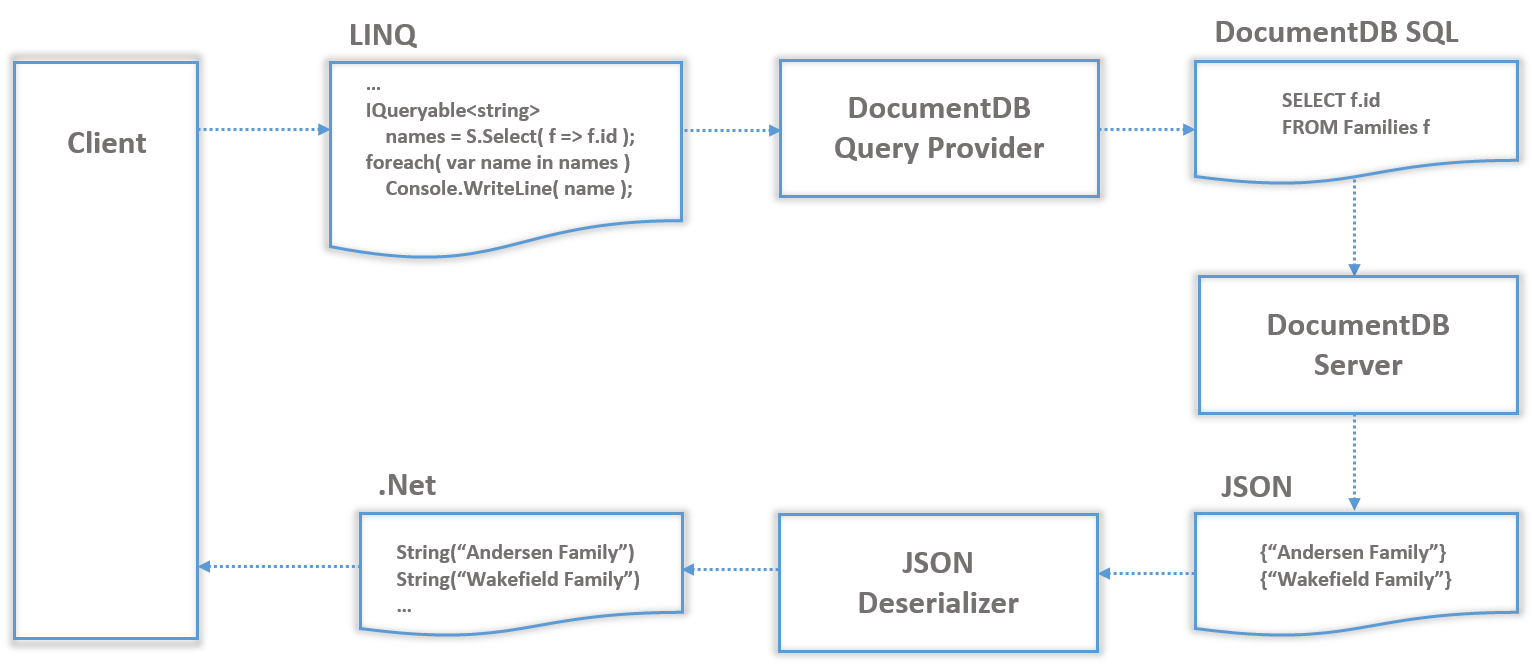 LINQ
DocumentDB SQL
Client
...
IQueryable<string>
names = S.Select( f => f.id );
foreach( var name in names )
Console.WriteLine( name );
DocumentDB
Query Provider
SELECT f.id
FROM Families f
DocumentDB
Server
.Net
JSON
String(“Andersen Family”)
String(“Wakefield Family”)
...
JSON
Deserializer
{“Andersen Family”}
{“Wakefield Family”}